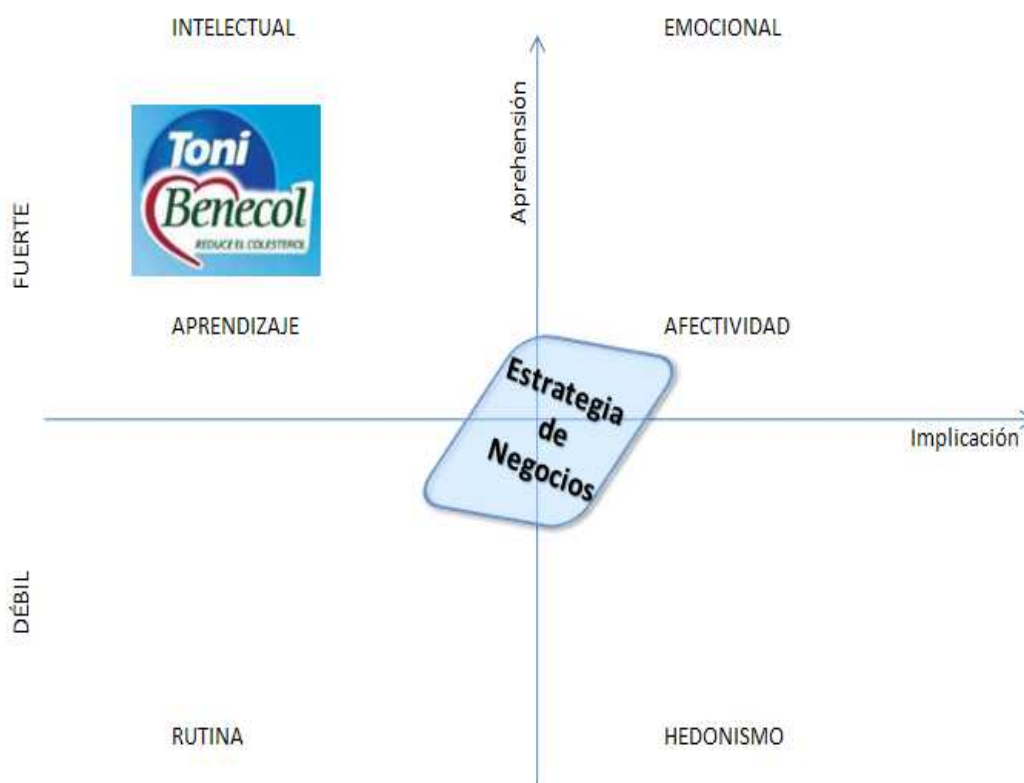 INTELECTUAL
EMOCIONAL
Aprehensión
Toni
Benecol
REDUCE EL COLESTEROL
FUERTE
APRENDIZAJE
AFECTIVIDAD
Estrategia
de
Negocios
Implicación
DÉBIL
RUTINA
HEDONISMO